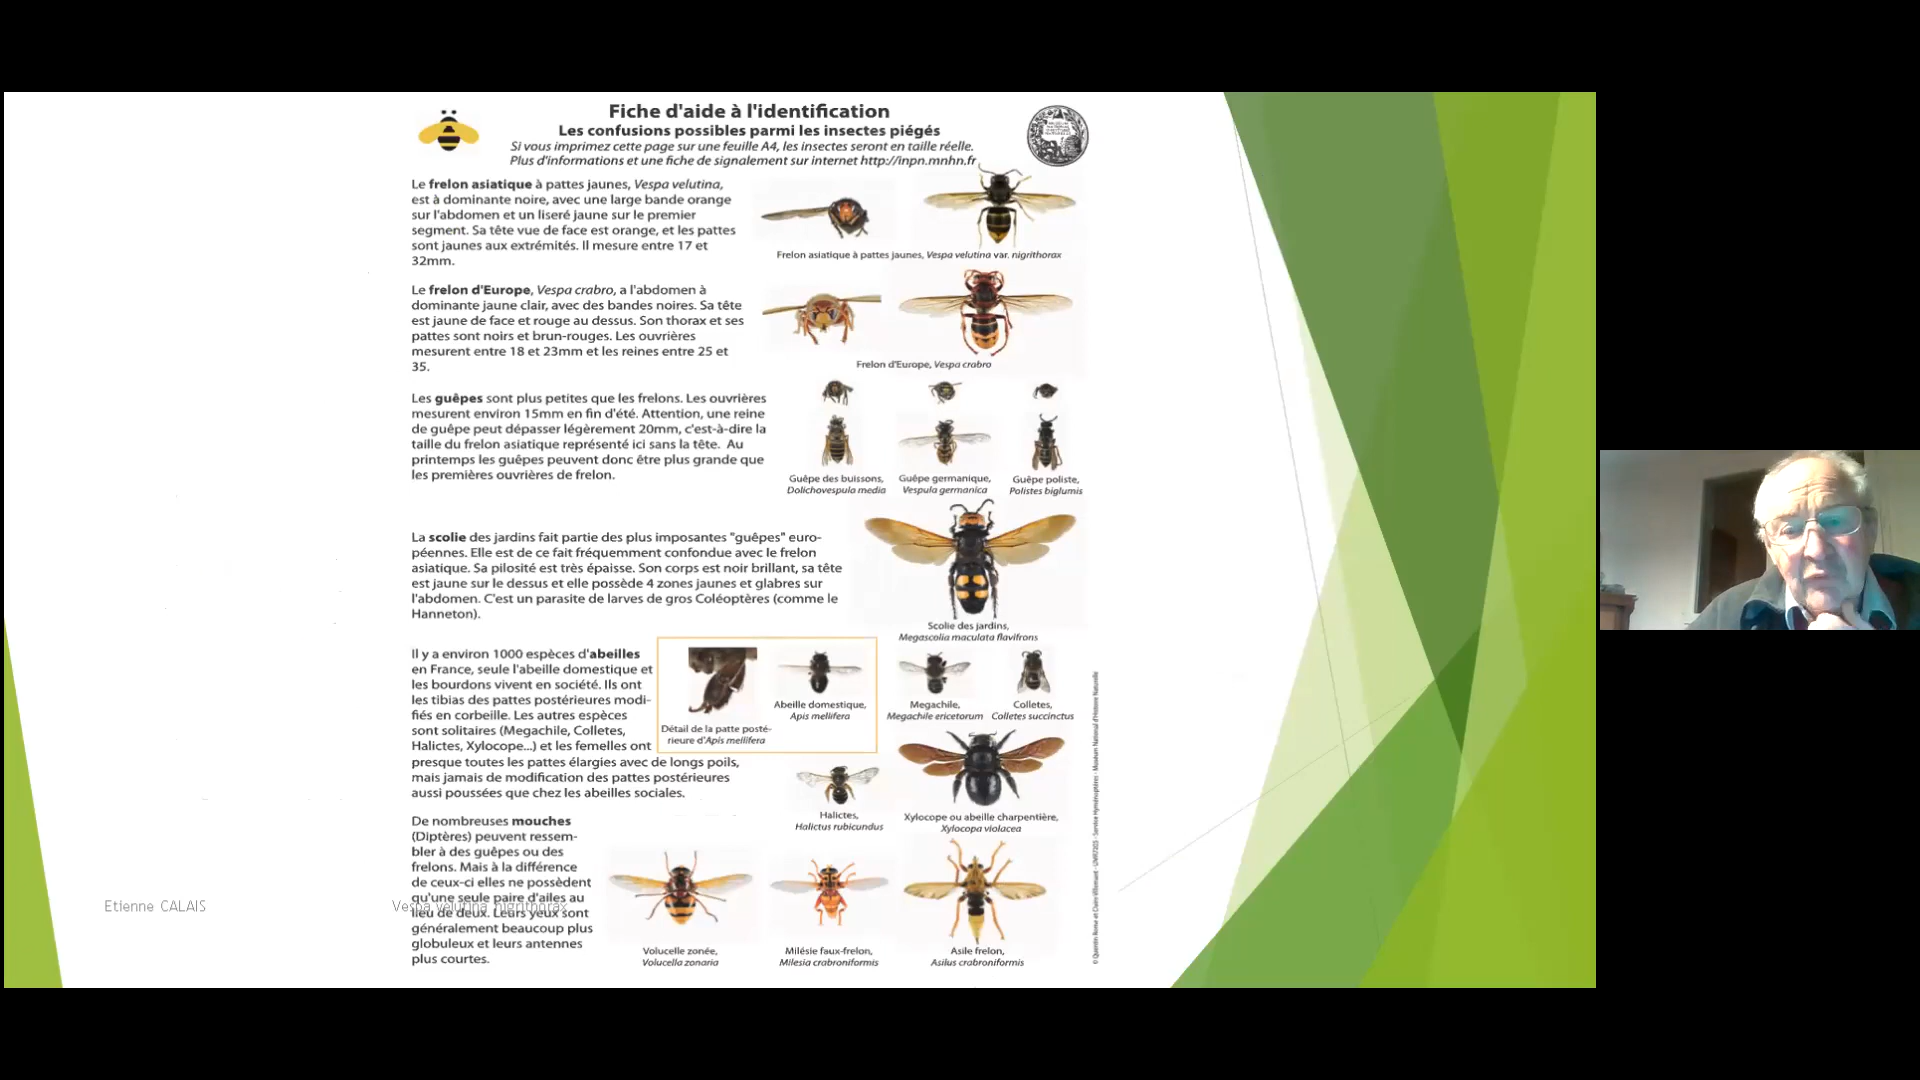 Fiche d'aide à l'identification
Les confusions possibles parmi les insectes piégés
Si vous imprimez cette page sur une feuille A4, les insectes seront en taille réelle.
Plus d'informations et une fiche de signalement sur internet http://inpn.mnhn.fr
Le frelon asiatique à pattes jaunes, Vespa velutina,
est à dominante noire, avec une large bande orange
sur l'abdomen et un liseré jaune sur le premier
segment. Sa tête vue de face est orange, et les pattes
sont jaunes aux extrémités. Il mesure entre 17 et
32mm.
Frelon asiatique à pattes jaunes, Vespa velutina var. nigrithorax
Le frelon d'Europe, Vespa crabro, a l'abdomen à
dominante jaune clair, avec des bandes noires. Sa tête
est jaune de face et rouge au dessus. Son thorax et ses
pattes sont noirs et brun-rouges. Les ouvrières
mesurent entre 18 et 23mm et les reines entre 25 et
35.
Frelon d'Europe, Vespa crabro
Les guêpes sont plus petites que les frelons. Les ouvrières
mesurent environ 15mm en fin d'été. Attention, une reine
de guêpe peut dépasser légèrement 20mm, c'est-à-dire la
taille du frelon asiatique représenté ici sans la tête. Au
printemps les guêpes peuvent donc être plus grande que
les premières ouvrières de frelon.
Guêpe des buissons,
Dolichovespula media
Guêpe germanique,
Vespula germanica
Guêpe poliste,
Polistes biglumis
La scolie des jardins fait partie des plus imposantes "guêpes" euro-
péennes. Elle est de ce fait fréquemment confondue avec le frelon
asiatique. Sa pilosité est très épaisse. Son corps est noir brillant, sa tête
est jaune sur le dessus et elle possède 4 zones jaunes et glabres sur
l'abdomen. C'est un parasite de larves de gros Coléoptères (comme le
Hanneton).
Scolie des jardins,
Megascolia maculata flavifrons
Il y a environ 1000 espèces d'abeilles
en France, seule l'abeille domestique et
les bourdons vivent en société. Ils ont
les tibias des pattes postérieures modi-
fiés en corbeille. Les autres espèces
sont solitaires (Megachile, Colletes,
Halictes, Xylocope...) et les femelles ont
presque toutes les pattes élargies avec de longs poils,
mais jamais de modification des pattes postérieures
aussi poussées que chez les abeilles sociales.
Détail de la patte posté-
rieure d'Apis mellifera
Abeille domestique,
Apis mellifera
Megachile,
Megachile ericetorum
Colletes,
Colletes succinctus
Halictes,
Halictus rubicundus
Xylocope ou abeille charpentière,
Xylocopa violacea
De nombreuses mouches
(Diptères) peuvent ressem-
bler à des guêpes ou des
frelons. Mais à la différence
de ceux-ci elles ne possèdent
qu'une seule paire d'ailes au
lieu de deux. Leurs yeux sont
généralement beaucoup plus
globuleux et leurs antennes
plus courtes.
Volucelle zonée,
Volucella zonaria
Milésie faux-frelon,
Milesia crabroniformis
Asile frelon,
Asilus crabroniformis
Etienne CALAIS
Vespa velutina nigrithorax